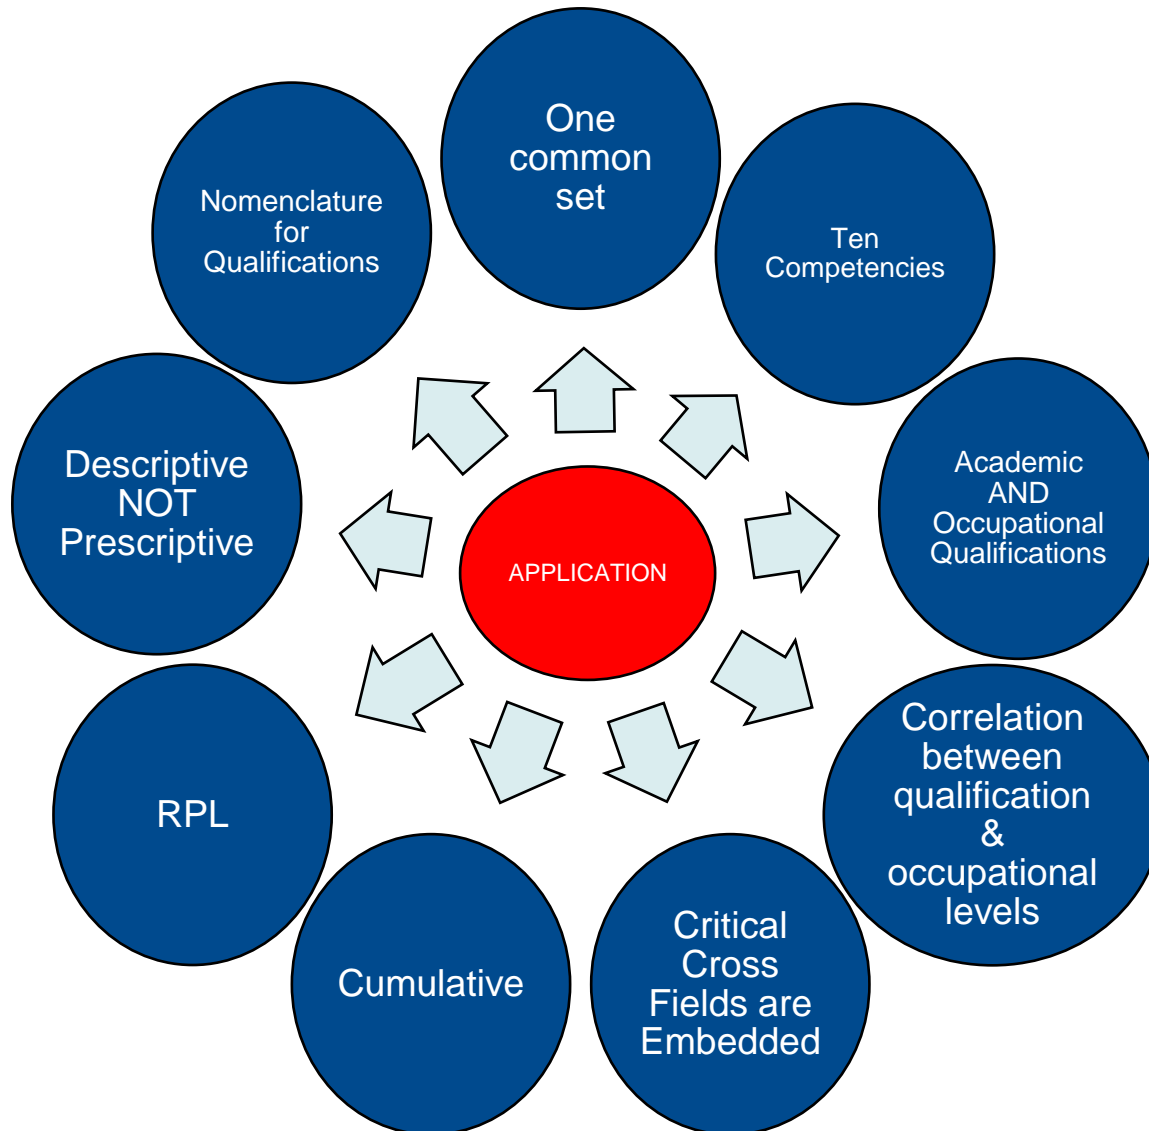 One
common
set
Ten
Competencies
Academic
AND
Occupational
Qualifications
Correlation
between
qualification
&
occupational
levels
Critical
Cross
Fields are
Embedded
Cumulative
RPL
Descriptive
NOT
Prescriptive
Nomenclature
for
Qualifications
APPLICATION